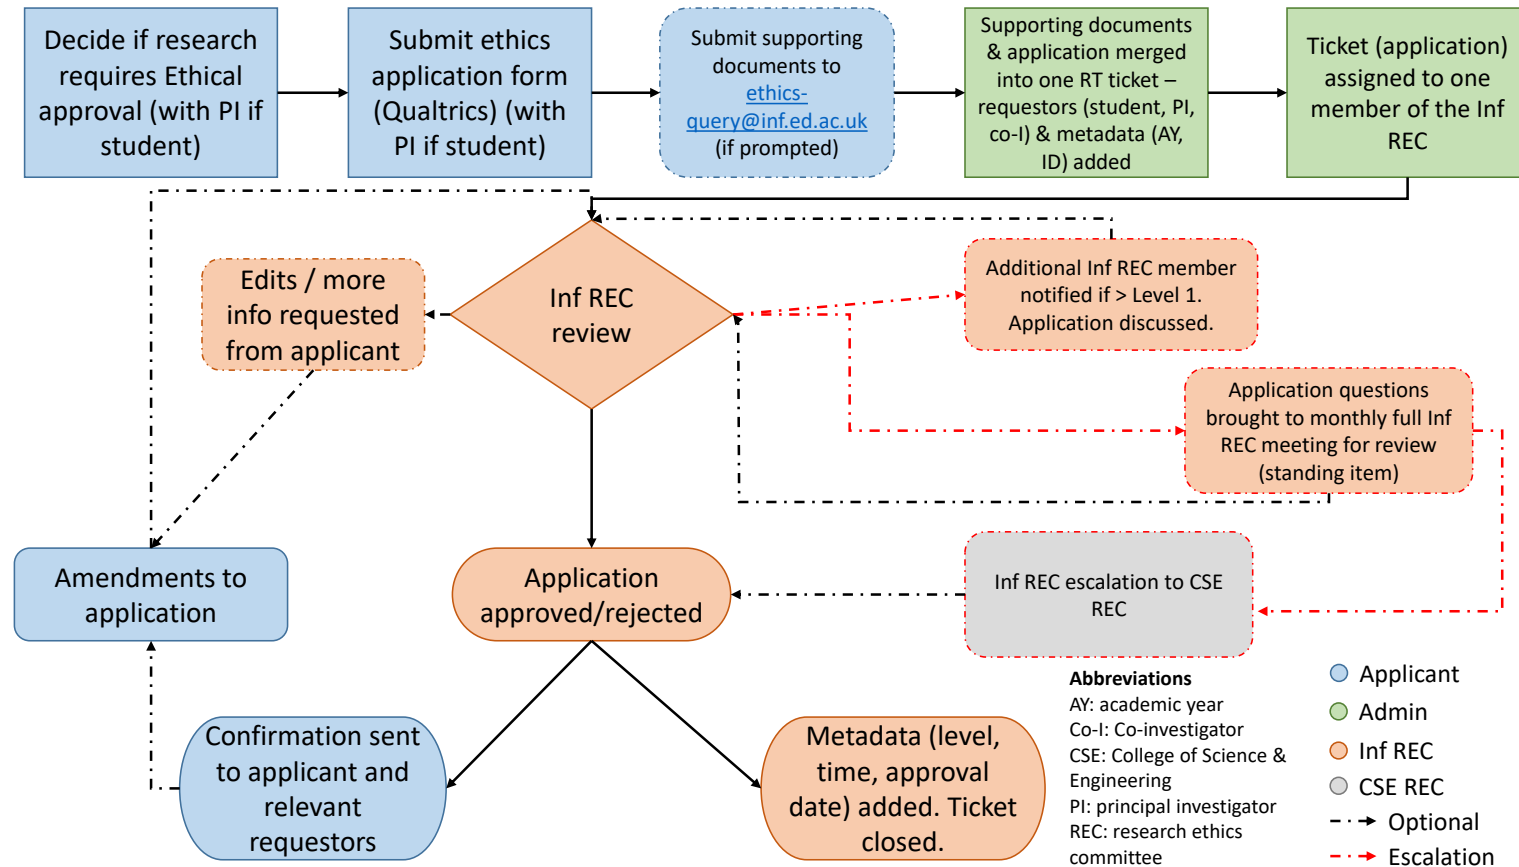 Decide if research
requires Ethical
approval (with PI if
student)
Submit ethics
application form
(Qualtrics) (with
PI if student)
Submit supporting
documents to
ethics-
query@inf.ed.ac.uk
(if prompted)
Supporting documents
& application merged
into one RT ticket –
requestors (student, PI,
co-I) & metadata (AY,
ID) added
Ticket (application)
assigned to one
member of the Inf
REC
Edits / more
info requested
from applicant
Inf REC
review
Additional Inf REC member
notified if > Level 1.
Application discussed.
Application questions
brought to monthly full Inf
REC meeting for review
(standing item)
Amendments to
application
Application
approved/rejected
Inf REC escalation to CSE
REC
Confirmation sent
to applicant and
relevant
requestors
Metadata (level,
time, approval
date) added. Ticket
closed.
Abbreviations
AY: academic year
Co-I: Co-investigator
CSE: College of Science &
Engineering
PI: principal investigator
REC: research ethics
committee
Applicant
Admin
Inf REC
CSE REC
Optional
Escalation